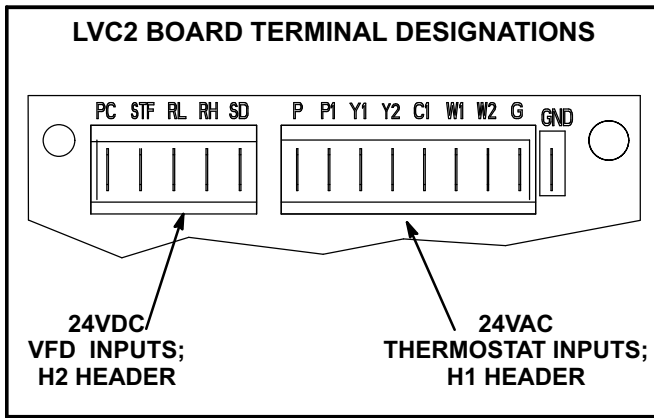 LVC2 BOARD TERMINAL DESIGNATIONS
PC STF RL RH SD P P1 Y1 Y2 C1 W1 W2 G GND
24VDC
VFD INPUTS;
H2 HEADER
24VAC
THERMOSTAT INPUTS;
H1 HEADER